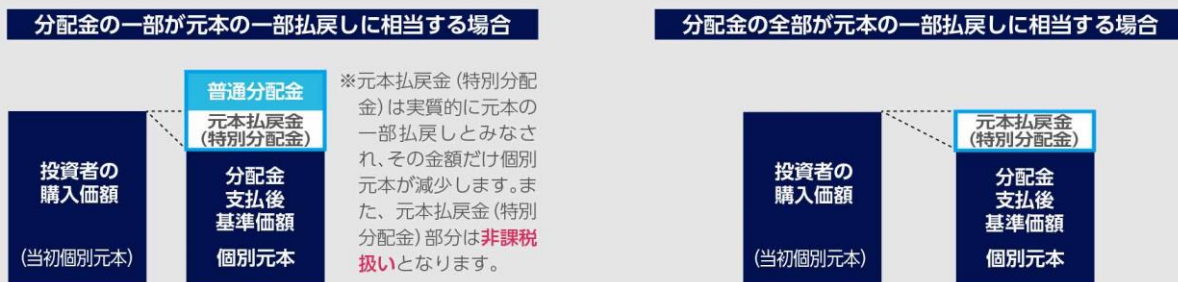 分配金の一部が元本の一部払戻しに相当する場合
普通分配金
元本払戻金
(特別分配金)
投資者の
購入価額
(当初個別元本)
分配金
支払後
基準価額
個別元本
※元本払戻金(特別分配
金)は実質的に元本の
一部払戻しとみなさ
れ、その金額だけ個別
元本が減少します。ま
た、元本払戻金(特別
分配金)部分は非課税
扱いとなります。
分配金の全部が元本の一部払戻しに相当する場合
元本払戻金
(特別分配金)
投資者の
購入価額
(当初個別元本)
分配金
支払後
基準価額
個別元本